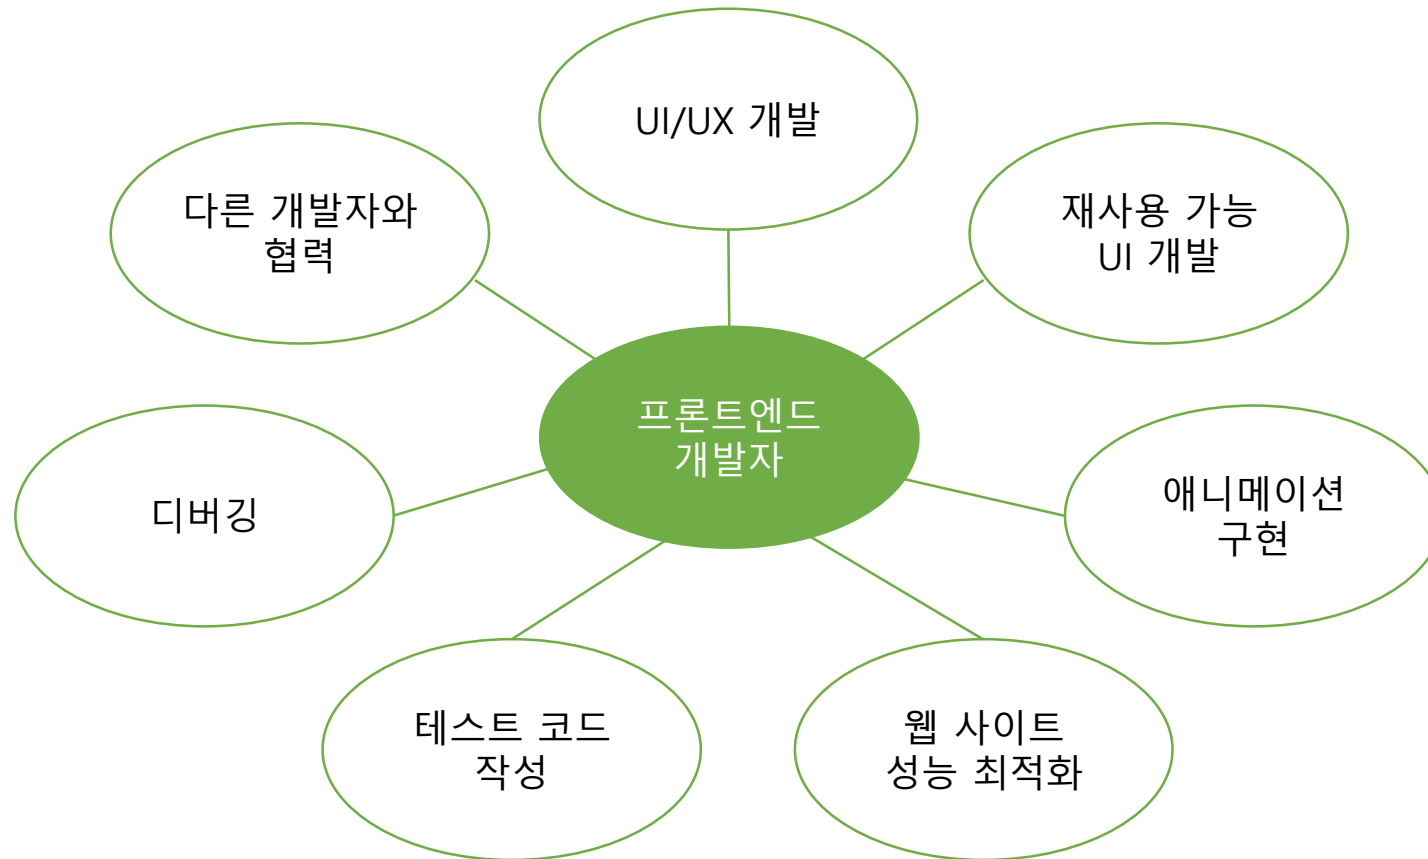 UI/UX 개발
다른 개발자와
협력
재사용 가능
UI 개발
프론트엔드
개발자
디버깅
애니메이션
구현
테스트 코드
작성
웹 사이트
성능 최적화